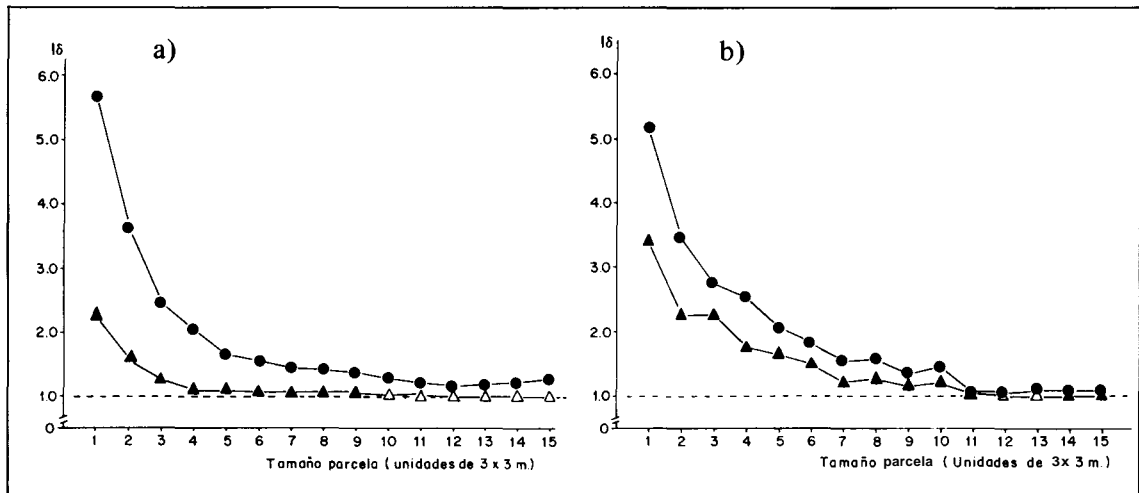 a)
Iδ
6.0
5.0
4.0
3.0
2.0
1.0
0
1 2 3 4 5 6 7 8 9 10 11 12 13 14 15
Tamaño parcela (unidades de 3 x 3 m.)
b)
Iδ
6.0
5.0
4.0
3.0
2.0
1.0
0
1 2 3 4 5 6 7 8 9 10 11 12 13 14 15
Tamaño parcela (Unidades de 3x 3 m.)